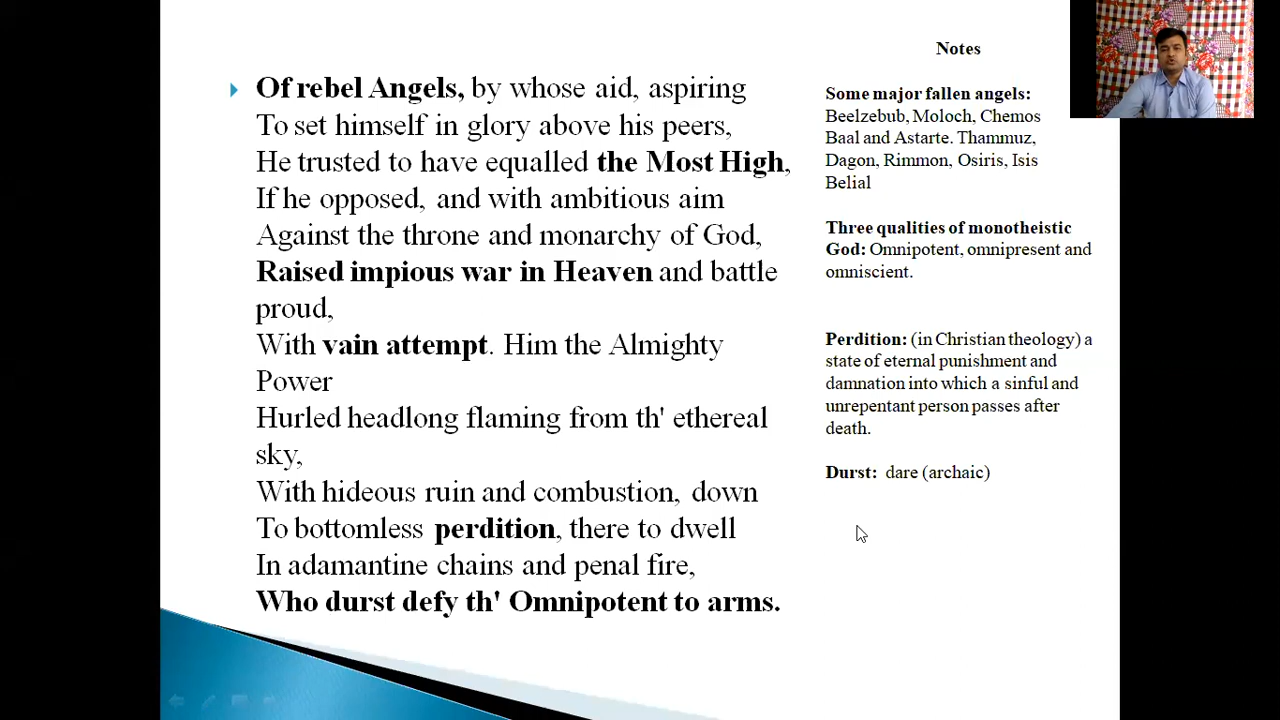 Of rebel Angels, by whose aid, aspiring
To set himself in glory above his peers,
He trusted to have equalled the Most High,
If he opposed, and with ambitious aim
Against the throne and monarchy of God,
Raised impious war in Heaven and battle
proud,
With vain attempt. Him the Almighty
Power
Hurled headlong flaming from th' ethereal
sky,
With hideous ruin and combustion, down
To bottomless perdition, there to dwell
In adamantine chains and penal fire,
Who durst defy th' Omnipotent to arms.
Notes
Some major fallen angels:
Beelzebub, Moloch, Chemos
Baal and Astarte. Thammuz,
Dagon, Rimmon, Osiris, Isis
Belial
Three qualities of monotheistic
God: Omnipotent, omnipresent and
omniscient.
Perdition: (in Christian theology) a
state of eternal punishment and
damnation into which a sinful and
unrepentant person passes after
death.
Durst: dare (archaic)